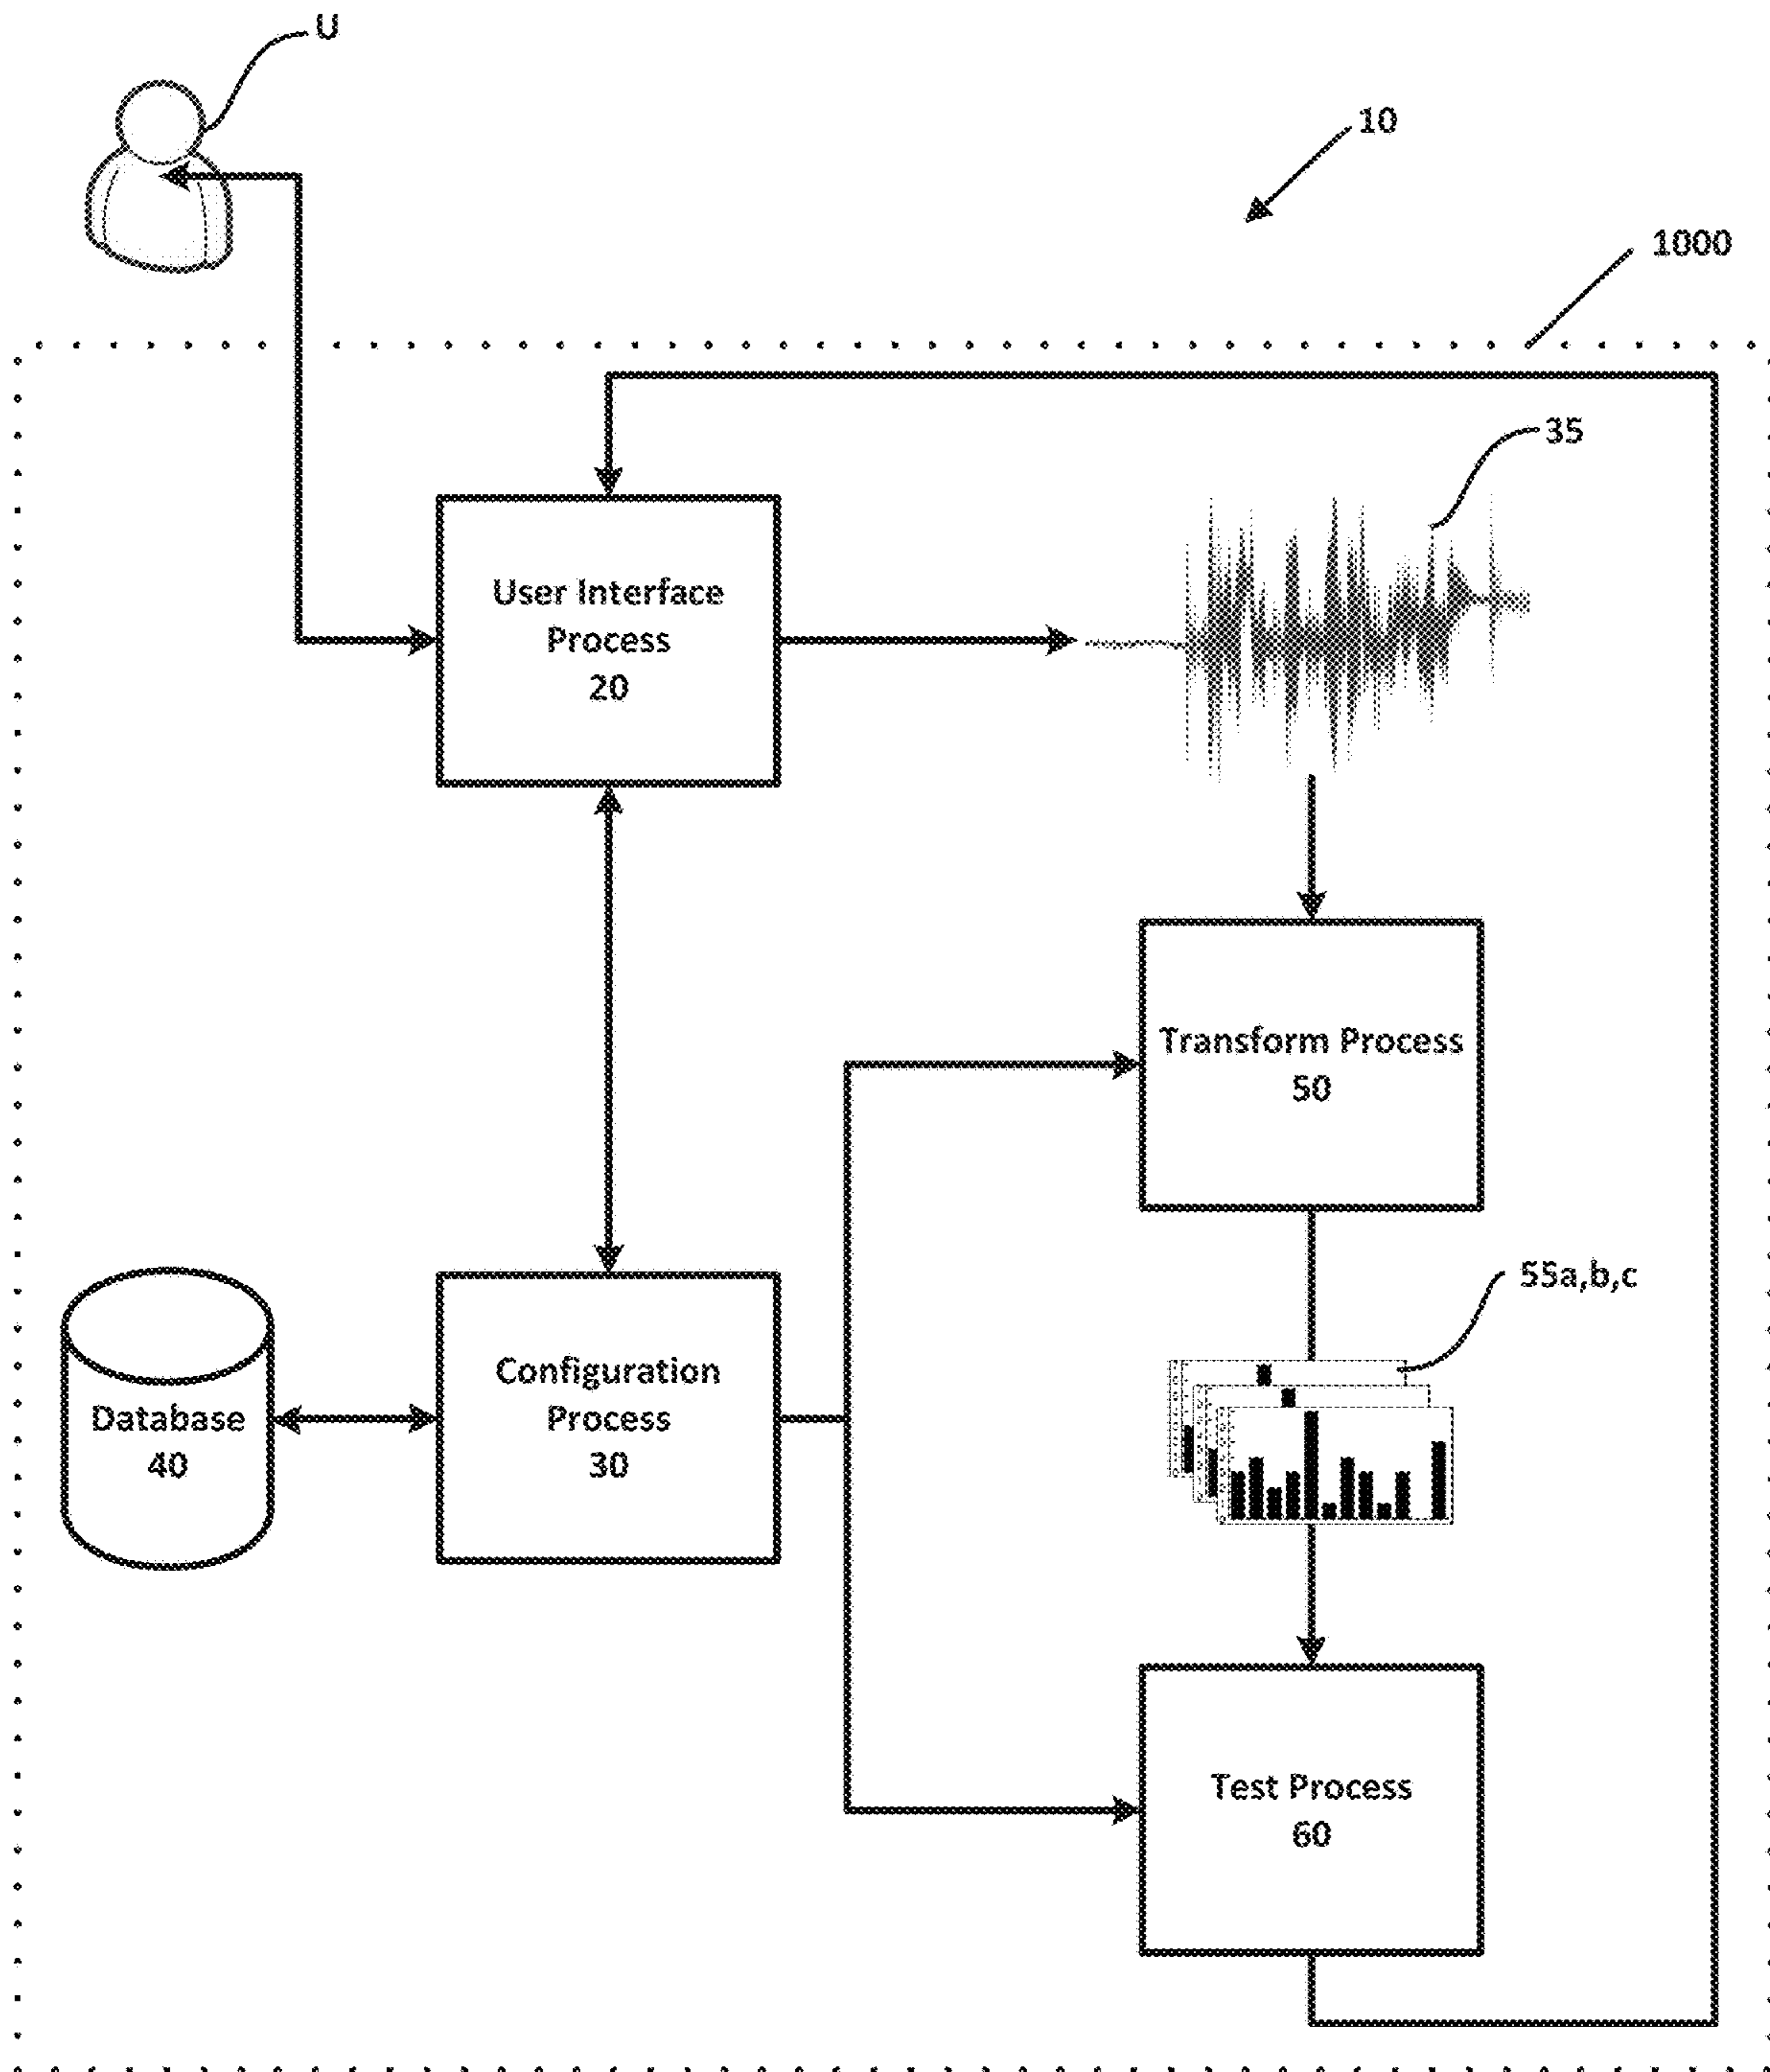 U
10
1000
35
User Interface
Process
20
Transform Process
50
55a,b,c
Configuration
Process
30
Database
40
Test Process
60